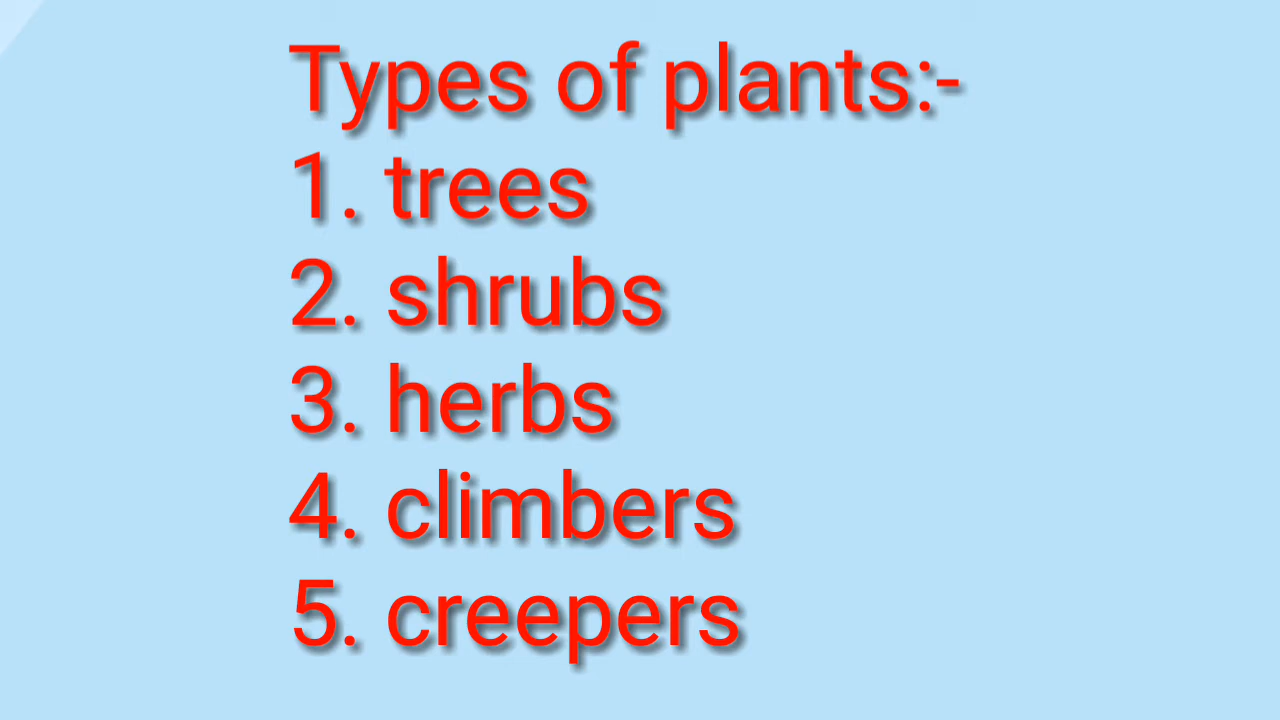 Types of plants:-
1. trees
2. shrubs
3. herbs
4. climbers
5. creepers